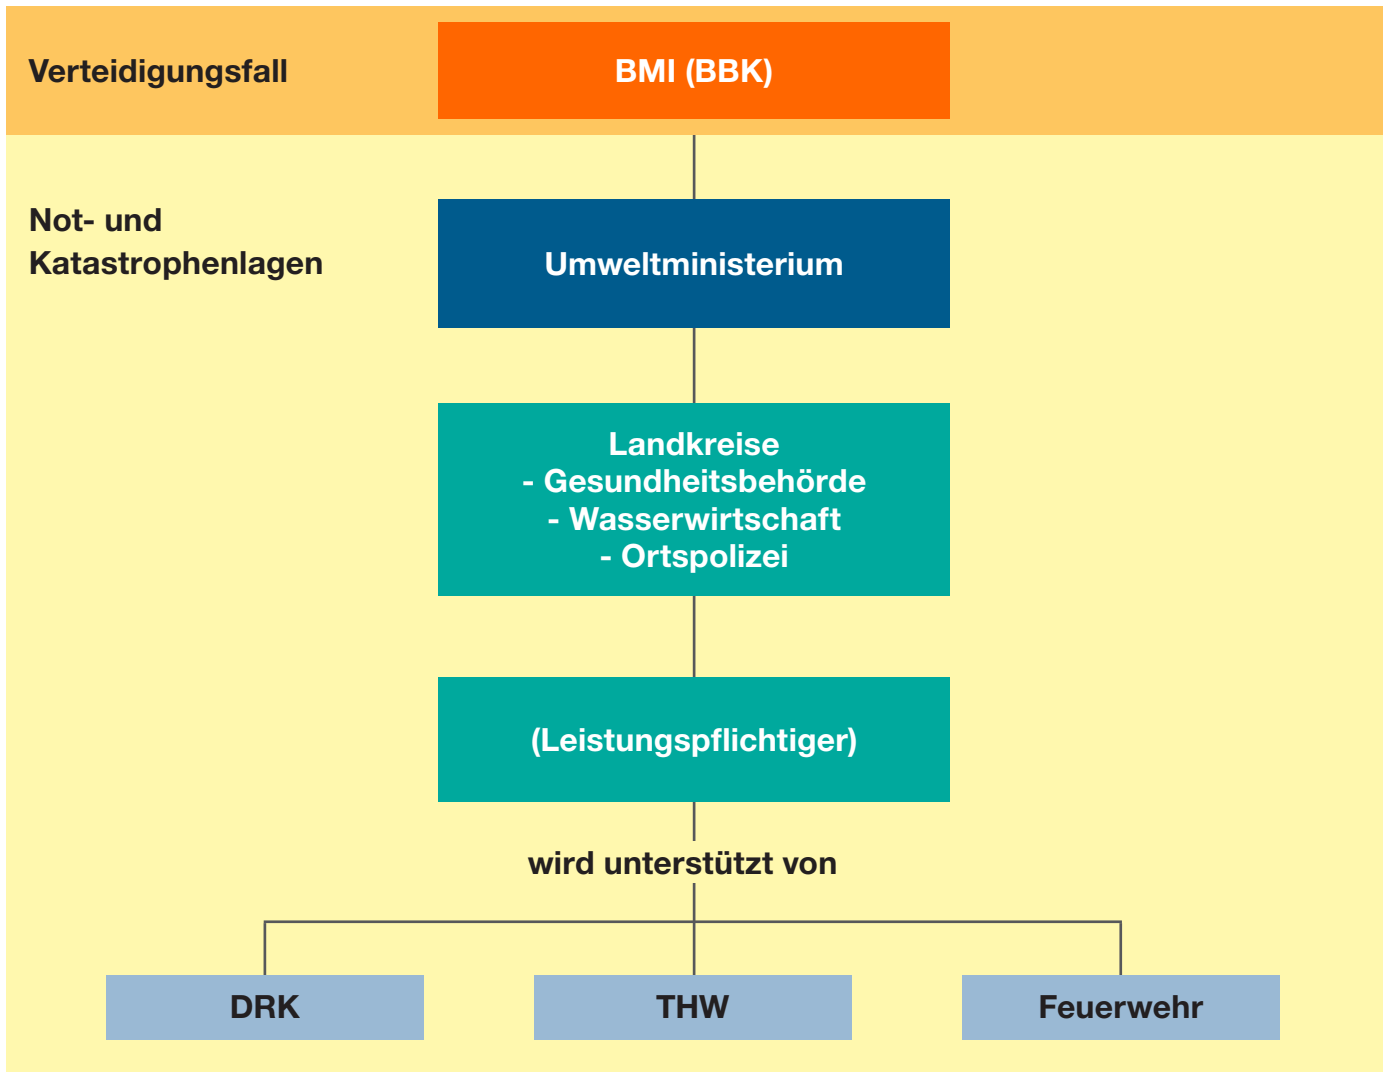 Verteidigungsfall
BMI (BBK)
Not- und
Katastrophenlagen
Umweltministerium
Landkreise
- Gesundheitsbehörde
- Wasserwirtschaft
- Ortspolizei
(Leistungspflichtiger)
wird unterstützt von
DRK
THW
Feuerwehr